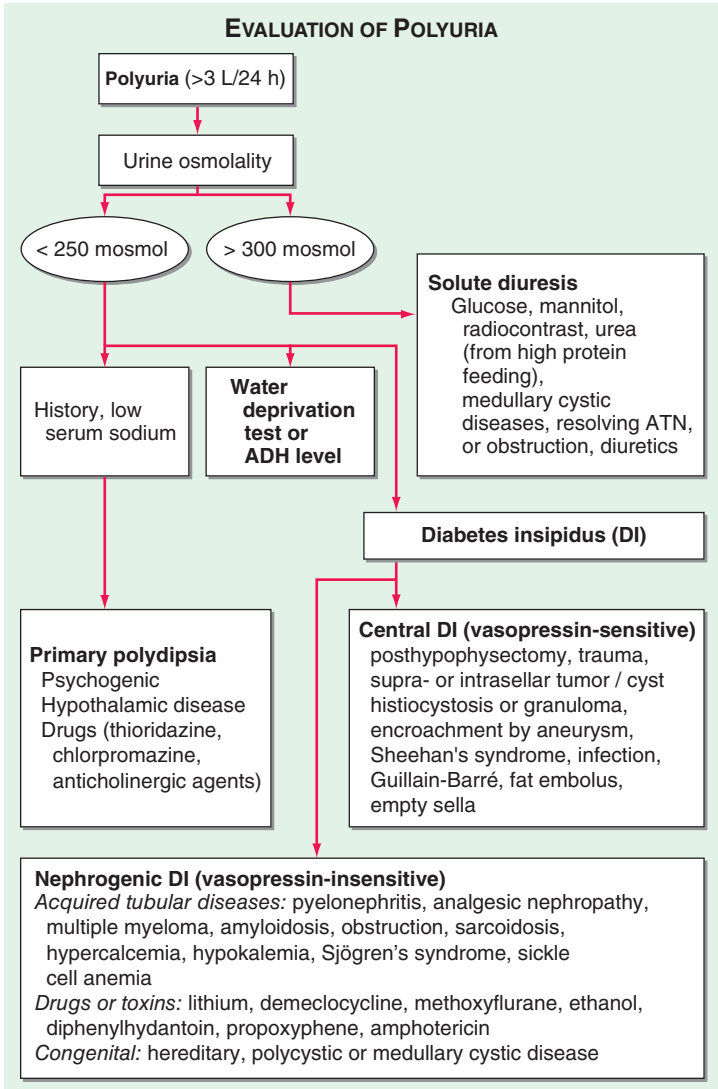 EVALUATION OF POLYURIA
Polyuria (>3 L/24 h)
Urine osmolality
< 250 mosmol
> 300 mosmol
Solute diuresis
Glucose, mannitol,
radiocontrast, urea
(from high protein
feeding),
medullary cystic
diseases, resolving ATN,
or obstruction, diuretics
History, low
serum sodium
Water
deprivation
test or
ADH level
Diabetes insipidus (DI)
Primary polydipsia
Psychogenic
Hypothalamic disease
Drugs (thioridazine,
chlorpromazine,
anticholinergic agents)
Central DI (vasopressin-sensitive)
posthypophysectomy, trauma,
supra- or intrasellar tumor / cyst
histiocystosis or granuloma,
encroachment by aneurysm,
Sheehan's syndrome, infection,
Guillain-Barré, fat embolus,
empty sella
Nephrogenic DI (vasopressin-insensitive)
Acquired tubular diseases: pyelonephritis, analgesic nephropathy,
multiple myeloma, amyloidosis, obstruction, sarcoidosis,
hypercalcemia, hypokalemia, Sjögren’s syndrome, sickle
cell anemia
Drugs or toxins: lithium, demeclocycline, methoxyflurane, ethanol,
diphenylhydantoin, propoxyphene, amphotericin
Congenital: hereditary, polycystic or medullary cystic disease